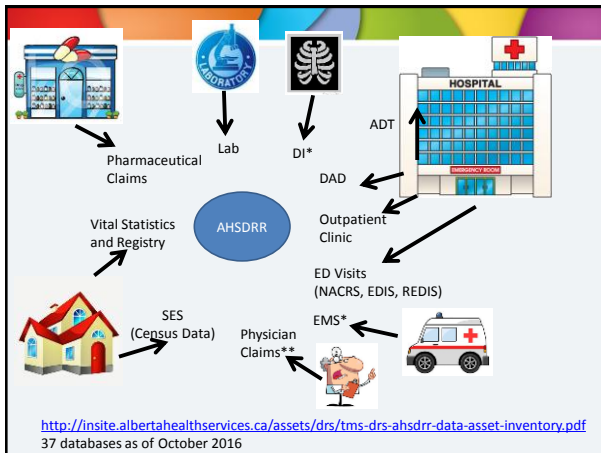 LABORATORY
HOSPITAL
ADT
EMERGENCY ROOM
Pharmaceutical
Claims
Lab
DI*
DAD
Vital Statistics
and Registry
AHSDRR
Outpatient
Clinic
ED Visits
(NACRS, EDIS, REDIS)
SES
(Census Data)
EMS*
Physician
Claims**
http://insite.albertahealthservices.ca/assets/drs/tms-drs-ahsdrr-data-asset-inventory.pdf
37 databases as of October 2016